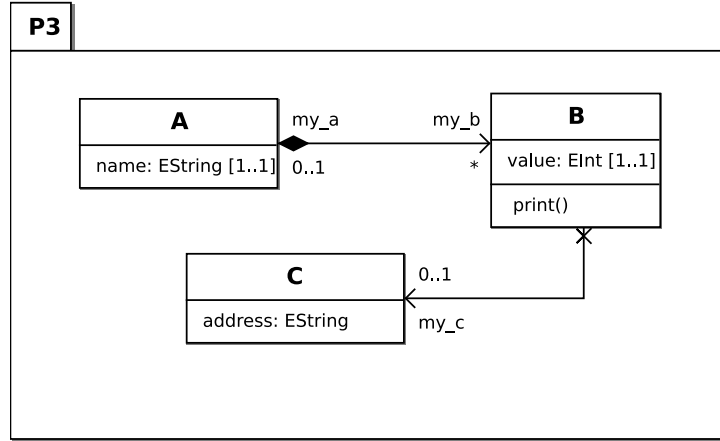 P3
A
name: EString [1..1]
my_a
0..1
my_b
*
B
value: EInt [1..1]
print()
C
address: EString
0..1
my_c